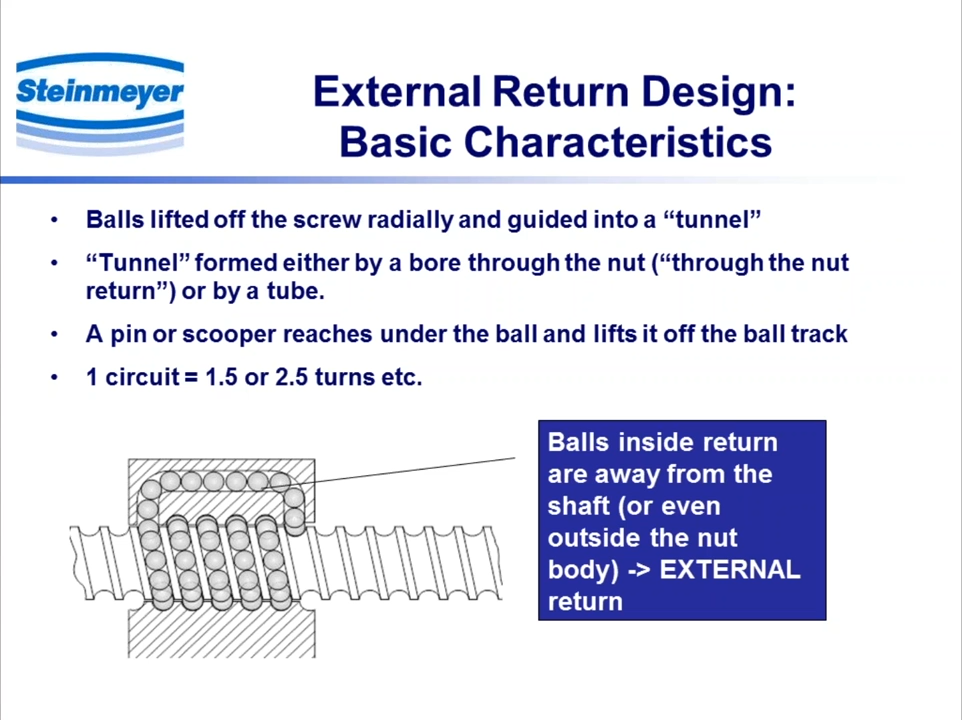 Steinmeyer
External Return Design:
Basic Characteristics
• Balls lifted off the screw radially and guided into a “tunnel”
• “Tunnel” formed either by a bore through the nut (“through the nut
return”) or by a tube.
• A pin or scooper reaches under the ball and lifts it off the ball track
• 1 circuit = 1.5 or 2.5 turns etc.
Balls inside return
are away from the
shaft (or even
outside the nut
body) -> EXTERNAL
return